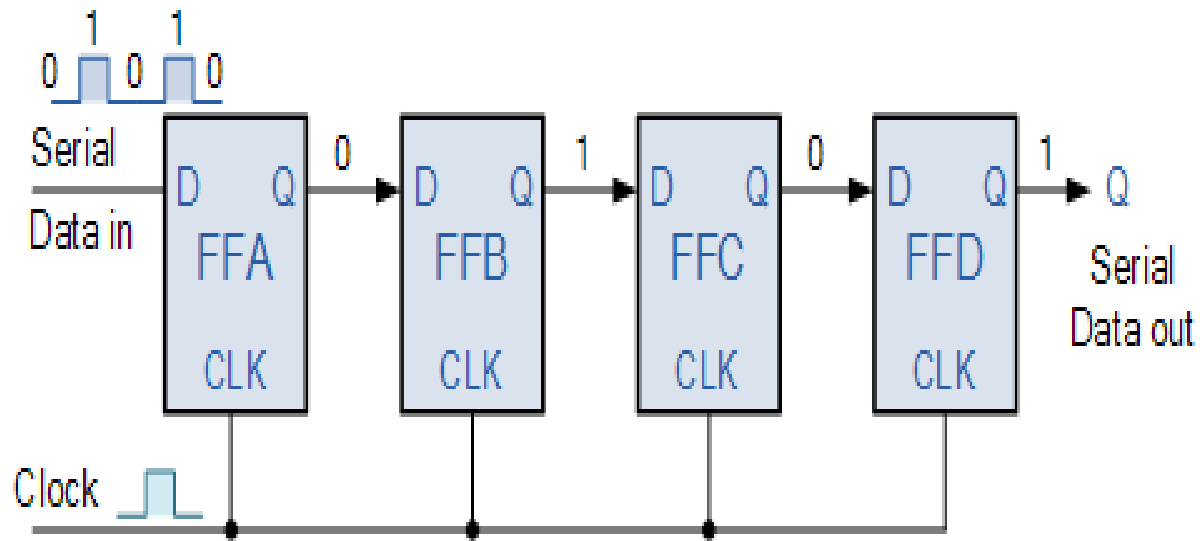 1 1
0 0 0
Serial
Data in
0 1 0 1
D Q D Q D Q D Q Q
FFA FFB FFC FFD
Serial
Data out
CLK CLK CLK CLK
Clock